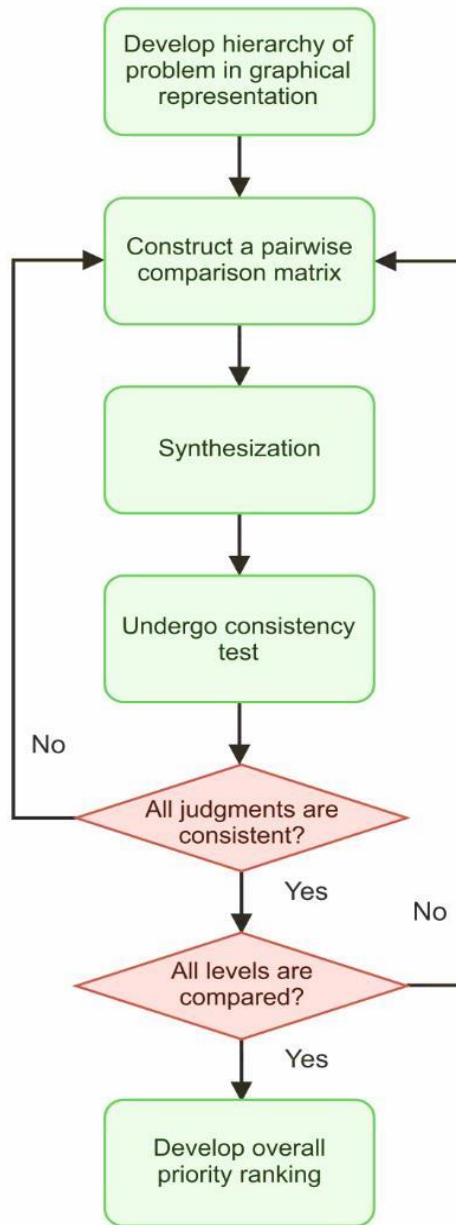 Develop hierarchy of
problem in graphical
representation
Construct a pairwise
comparison matrix
Synthesization
Undergo consistency
test
No
All judgments are
consistent?
Yes
No
All levels are
compared?
Yes
Develop overall
priority ranking